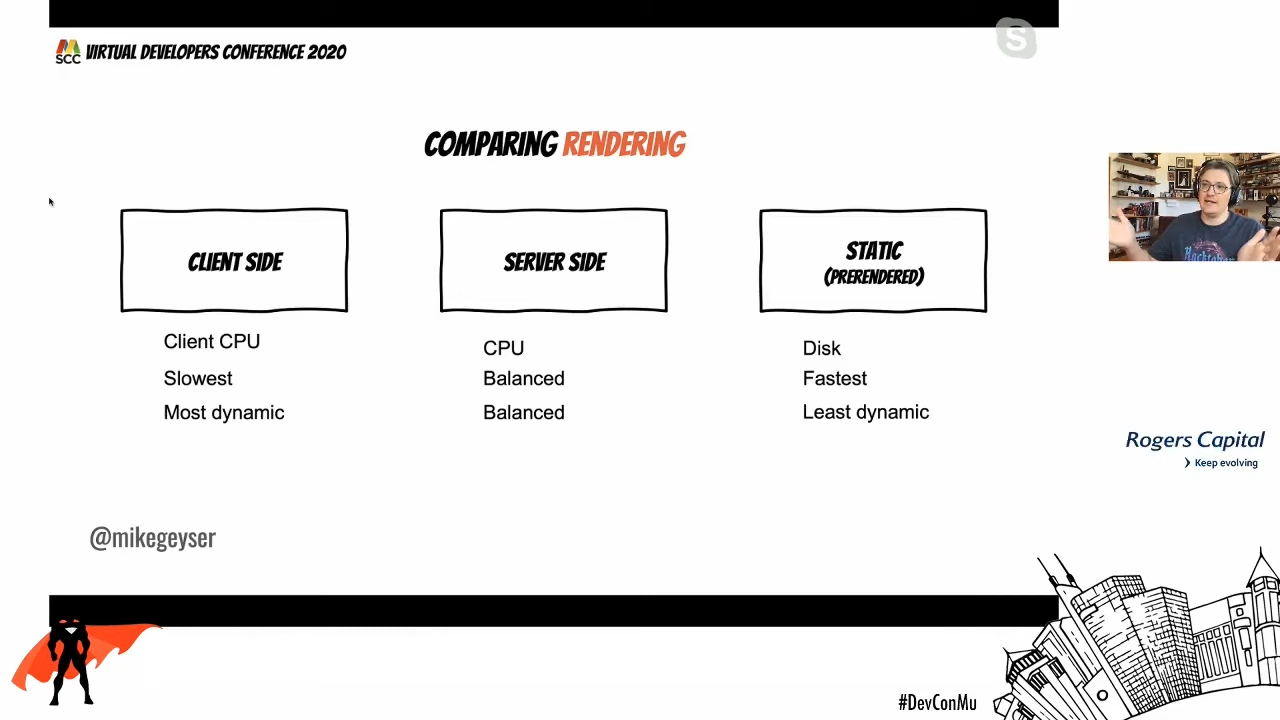 SCC VIRTUAL DEVELOPERS CONFERENCE 2020
S
COMPARING RENDERING
CLIENT SIDE
Client CPU
Slowest
Most dynamic
SERVER SIDE
CPU
Balanced
Balanced
STATIC
(PRERENDERED)
Disk
Fastest
Least dynamic
Rogers Capital
Keep evolving
@mikegeyser
#DevConMu